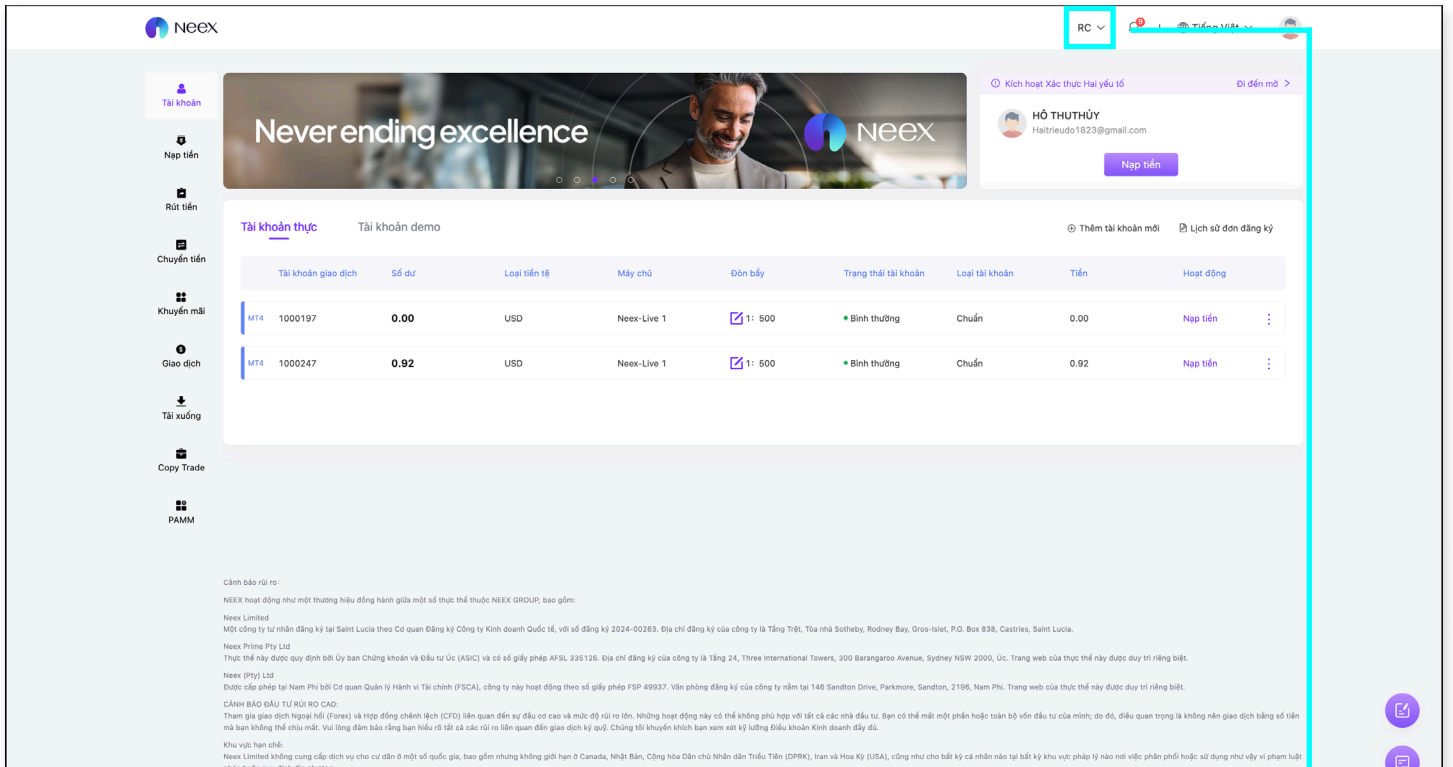 Neex
RC
9
Tiếng Việt
Tài khoản
Nạp tiền
Rút tiền
Chuyển tiền
Khuyến mãi
Giao dịch
Tải xuống
Copy Trade
PAMM
Never ending excellence
Neex
Kích hoạt Xác thực Hai yếu tố
Đi đến mở >
HỒ THUTHỦY
Haitrieudo1823@gmail.com
Nạp tiền
Tài khoản thực
Tài khoản demo
Thêm tài khoản mới
Lịch sử đơn đăng ký
Tài khoản giao dịch Số dư Loại tiền tệ Máy chủ Đòn bẩy Trạng thái tài khoản Loại tài khoản Tiền Hoạt động
MT4 1000197 0.00 USD Neex-Live 1 1: 500 Bình thường Chuẩn 0.00 Nạp tiền
MT4 1000247 0.92 USD Neex-Live 1 1: 500 Bình thường Chuẩn 0.92 Nạp tiền
Cảnh báo rủi ro:
NEEX hoạt động như một thương hiệu đồng hành giữa một số thực thể thuộc NEEX GROUP, bao gồm:
Neex Limited
Một công ty tư nhân đăng ký tại Saint Lucia theo Cơ quan Đăng ký Công ty Kinh doanh Quốc tế, với số đăng ký 2024-00263. Địa chỉ đăng ký của công ty là Tầng Trệt, Tòa nhà Sotheby, Rodney Bay, Gros-Islet, P.O. Box 838, Castries, Saint Lucia.
Neex Prime Pty Ltd
Thực thể này được quy định bởi Ủy ban Chứng khoán và Đầu tư Úc (ASIC) và có số giấy phép AFSL 335126. Địa chỉ đăng ký của công ty là Tầng 24, Three International Towers, 300 Barangaroo Avenue, Sydney NSW 2000, Úc. Trang web của thực thể này được duy trì riêng biệt.
Neex (Pty) Ltd
Được cấp phép tại Nam Phi bởi Cơ quan Quản lý Hành vi Tài chính (FSCA), công ty này hoạt động theo số giấy phép FSP 49937. Văn phòng đăng ký của công ty nằm tại 146 Sandton Drive, Parkmore, Sandton, 2196, Nam Phi. Trang web của thực thể này được duy trì riêng biệt.
CẢNH BÁO ĐẦU TƯ RỦI RO CAO:
Tham gia giao dịch Ngoại hối (Forex) và Hợp đồng chênh lệch (CFD) liên quan đến sự đầu cơ cao và mức độ rủi ro lớn. Những hoạt động này có thể không phù hợp với tất cả các nhà đầu tư. Bạn có thể mất một phần hoặc toàn bộ vốn đầu tư của mình; do đó, điều quan trọng là không nên giao dịch bằng số tiền
mà bạn không thể chịu mất. Vui lòng đảm bảo rằng bạn hiểu rõ tất cả các rủi ro liên quan đến giao dịch ký quỹ. Chúng tôi khuyến khích bạn xem xét kỹ lưỡng Điều khoản Kinh doanh đầy đủ.
Khu vực hạn chế:
Neex Limited không cung cấp dịch vụ cho cư dân ở một số quốc gia, bao gồm nhưng không giới hạn ở Canada, Nhật Bản, Cộng hòa Dân chủ Nhân dân Triều Tiên (DPRK), Iran và Hoa Kỳ (USA), cũng như cho bất kỳ cá nhân nào tại bất kỳ khu vực pháp lý nào nơi việc phân phối hoặc sử dụng như vậy vi phạm luật